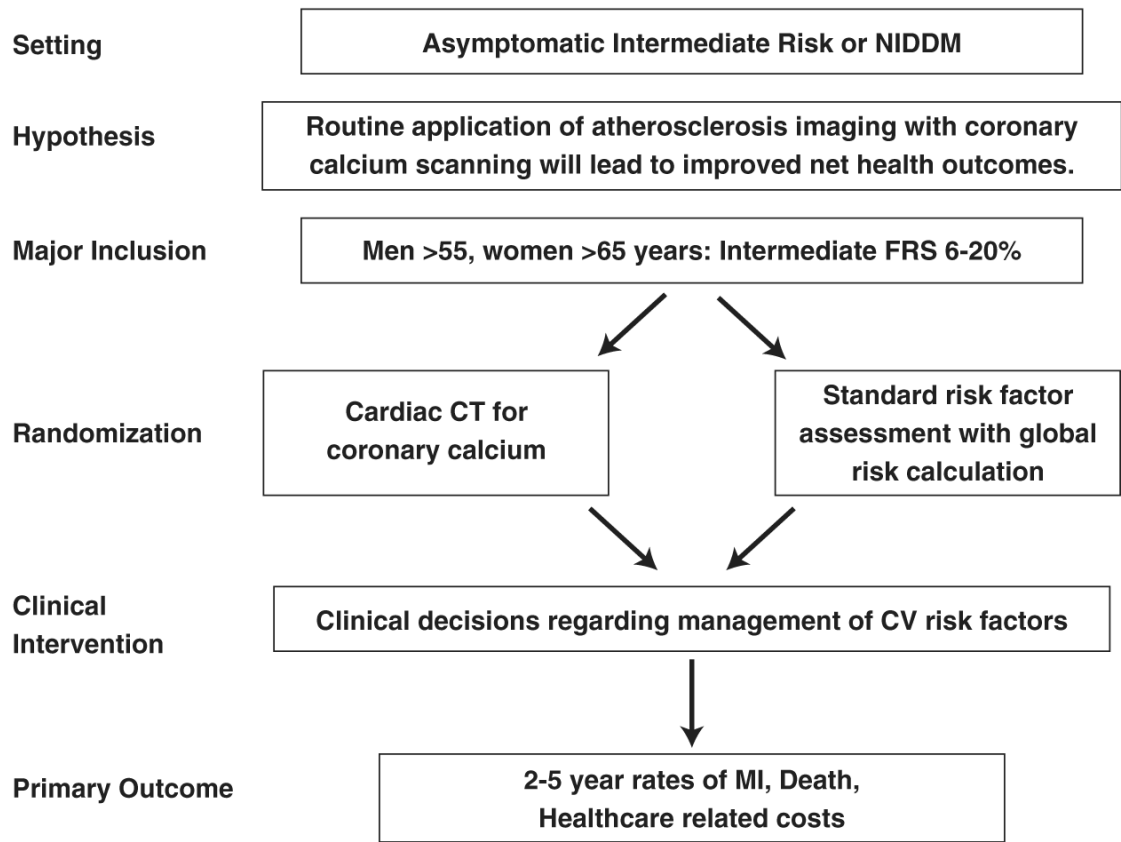 Setting
Asymptomatic Intermediate Risk or NIDDM
Hypothesis
Routine application of atherosclerosis imaging with coronary
calcium scanning will lead to improved net health outcomes.
Major Inclusion
Men >55, women >65 years: Intermediate FRS 6-20%
Randomization
Cardiac CT for
coronary calcium
Standard risk factor
assessment with global
risk calculation
Clinical
Intervention
Clinical decisions regarding management of CV risk factors
Primary Outcome
2-5 year rates of MI, Death,
Healthcare related costs